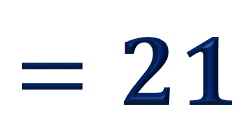 = 21